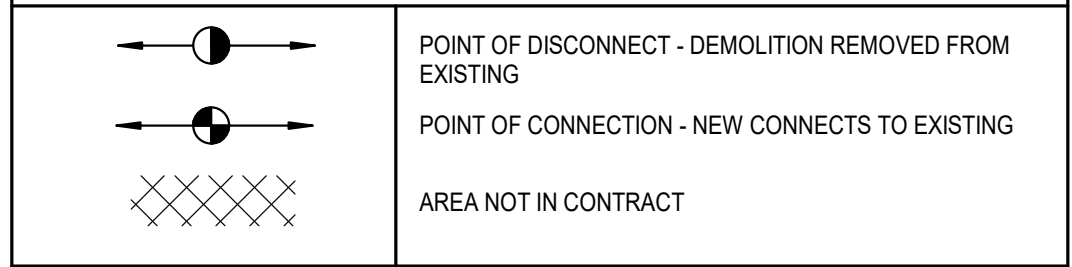 POINT OF DISCONNECT - DEMOLITION REMOVED FROM
EXISTING
POINT OF CONNECTION - NEW CONNECTS TO EXISTING
AREA NOT IN CONTRACT